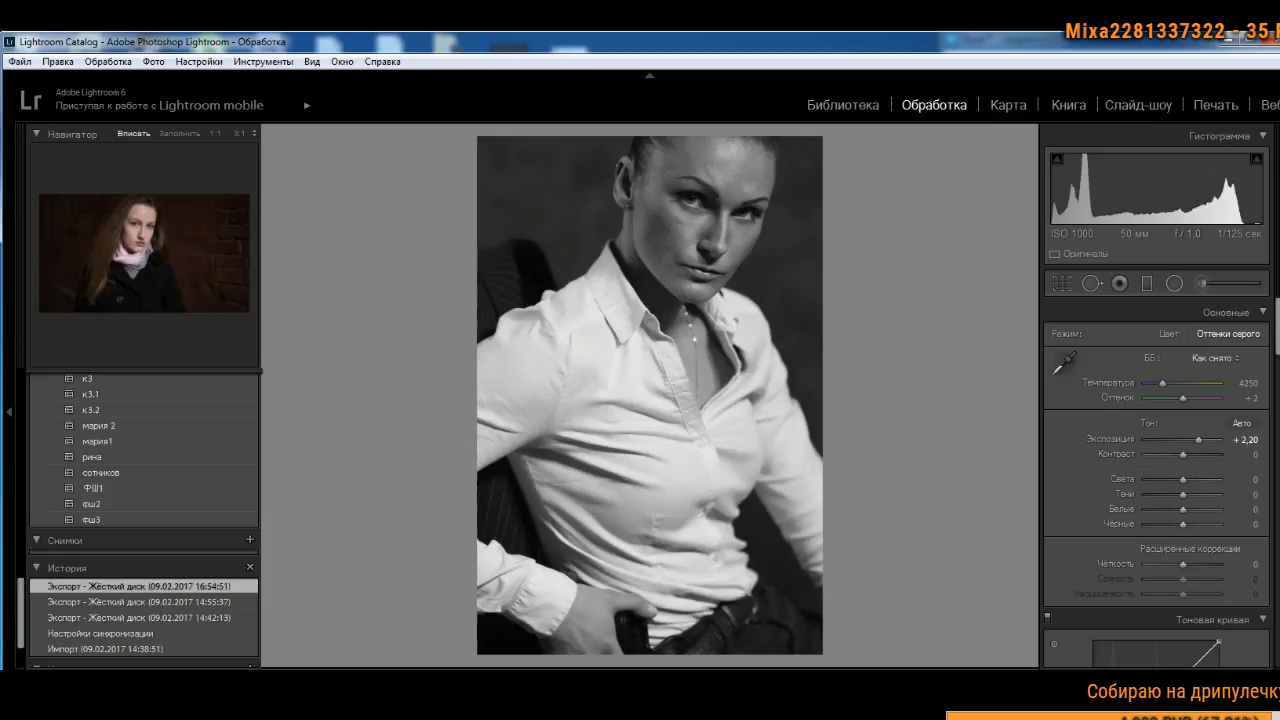 Mixa2281337322 - 35
Lightroom Catalog - Adobe Photoshop Lightroom - Обработка
Файл Правка Обработка Фото Настройки Инструменты Вид Окно Справка
Lr
Adobe Lightroom 6
Приступая к работе с Lightroom mobile
Библиотека Обработка Карта Книга Слайд-шоу Печать Ве
Навигатор Вписать Заполнить 1:1 3:1
Гистограмма
ISO 1000 50 мм f / 1.0 1/125 сек
Оригиналы
Основные
Режим: Цвет Оттенки серого
ББ: Как снято
Температура 4250
Оттенок + 2
Тон: Авто
Экспозиция + 2,20
Контраст 0
Света 0
Тени 0
Белые 0
Чёрные 0
Расширенные коррекции
Чёткость 0
Сочность 0
Насыщенность 0
Тоновая кривая
к3
к3.1
к3.2
мария 2
мария1
рина
сотников
ФШ1
фш2
фш3
Снимки
История
Экспорт - Жёсткий диск (09.02.2017 16:54:51)
Экспорт - Жёсткий диск (09.02.2017 14:55:37)
Экспорт - Жёсткий диск (09.02.2017 14:42:13)
Настройки синхронизации
Импорт (09.02.2017 14:38:51)
Собираю на дрипулечк